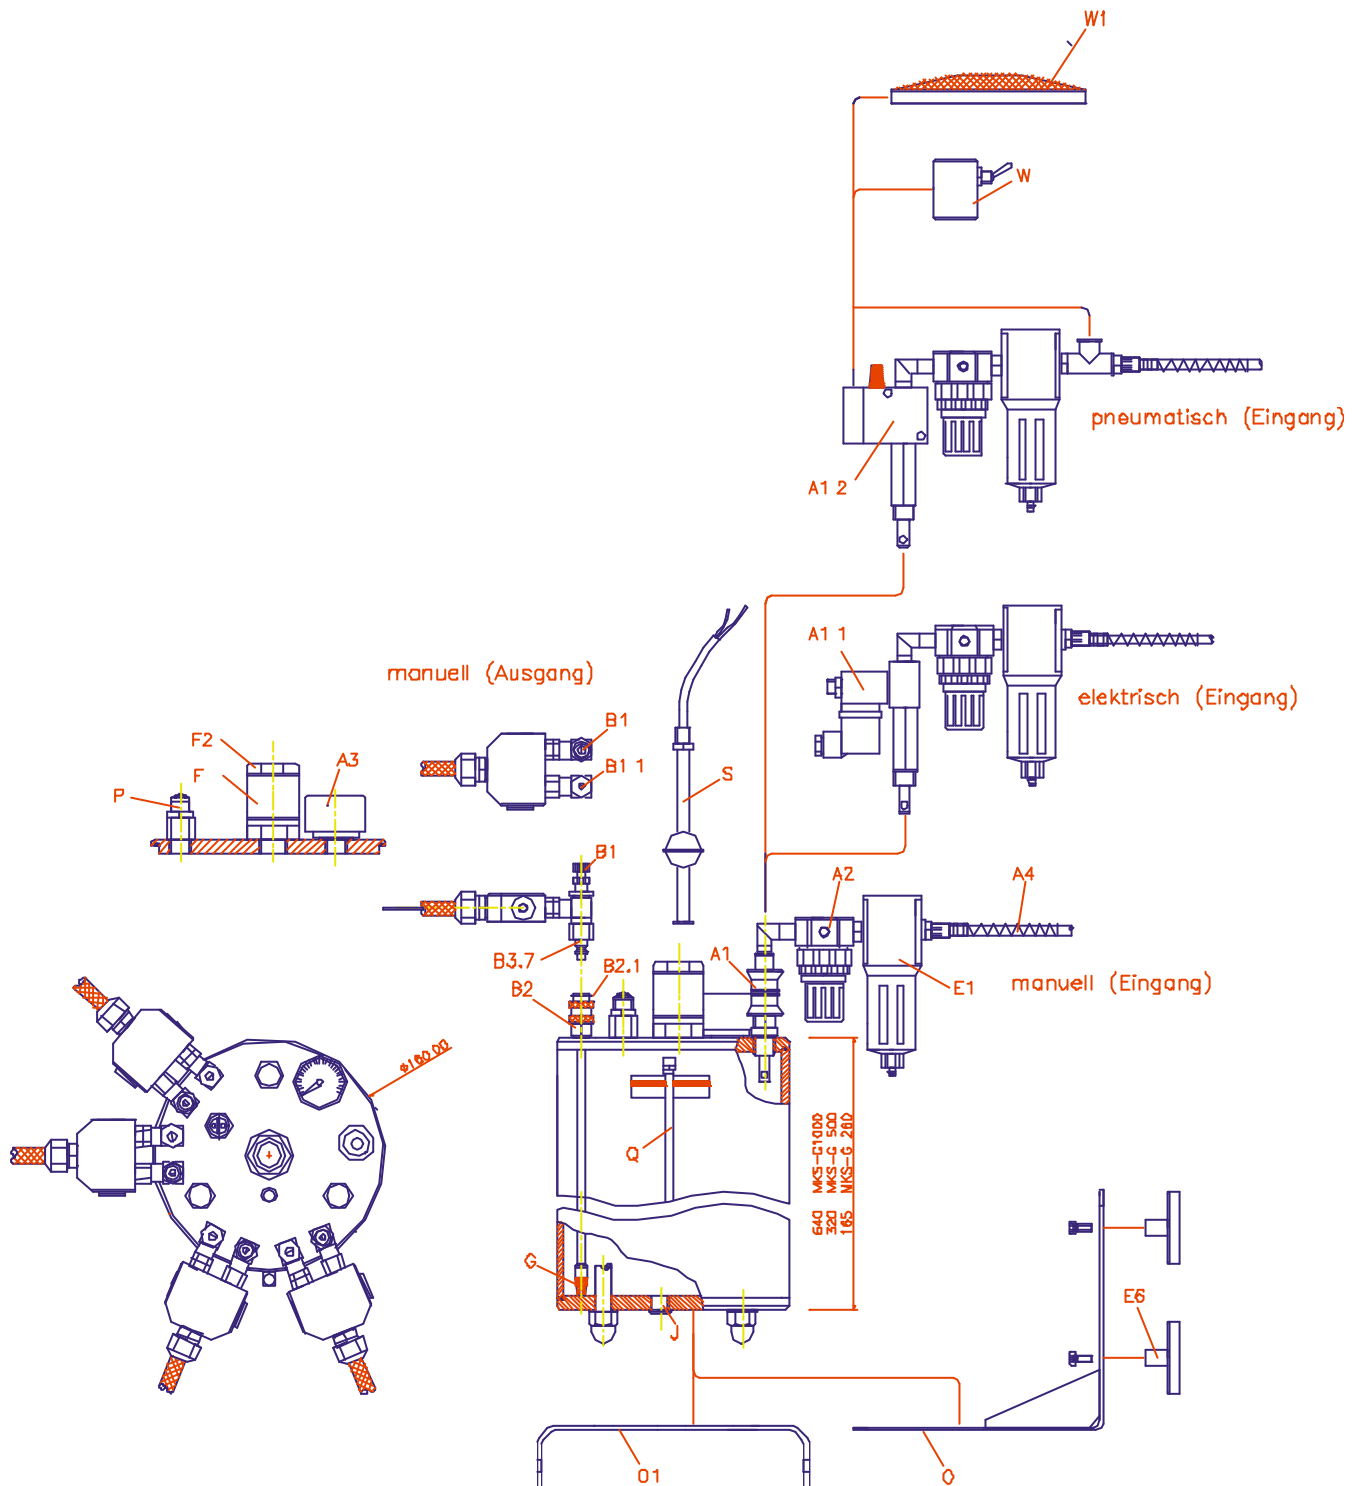 W1
W
pneumatisch (Eingang)
A1 2
A1 1
manuell (Ausgang)
elektrisch (Eingang)
B1
F2
A3
F
B1 1
S
P
B1
A2
A4
B3.7
A1
B2.1
B2
E1
manuell (Eingang)
ø160.00
Q
640 MKS-G1000
320 MKS-G 500
165 MKS-G 260
G
E6
J
O1
O